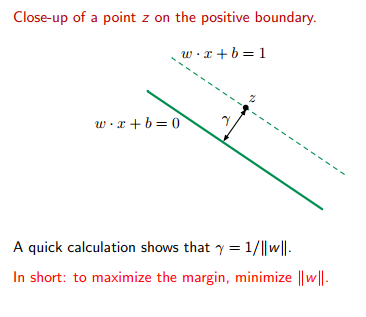 Close-up of a point z on the positive boundary.
w · x + b = 1
z
w · x + b = 0
γ
A quick calculation shows that γ = 1/‖w‖.
In short: to maximize the margin, minimize ‖w‖.